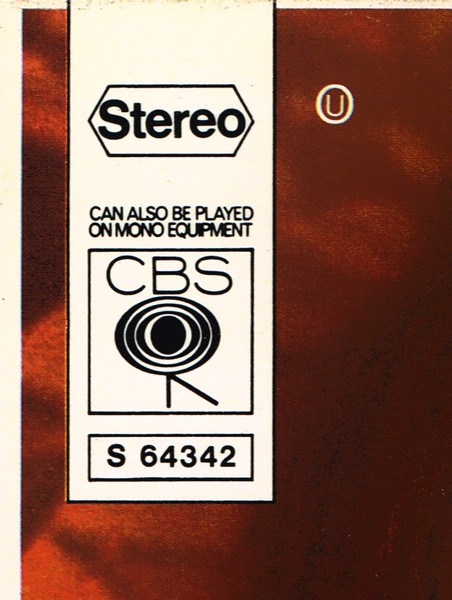 Stereo
U
CAN ALSO BE PLAYED
ON MONO EQUIPMENT
CBS
S 64342